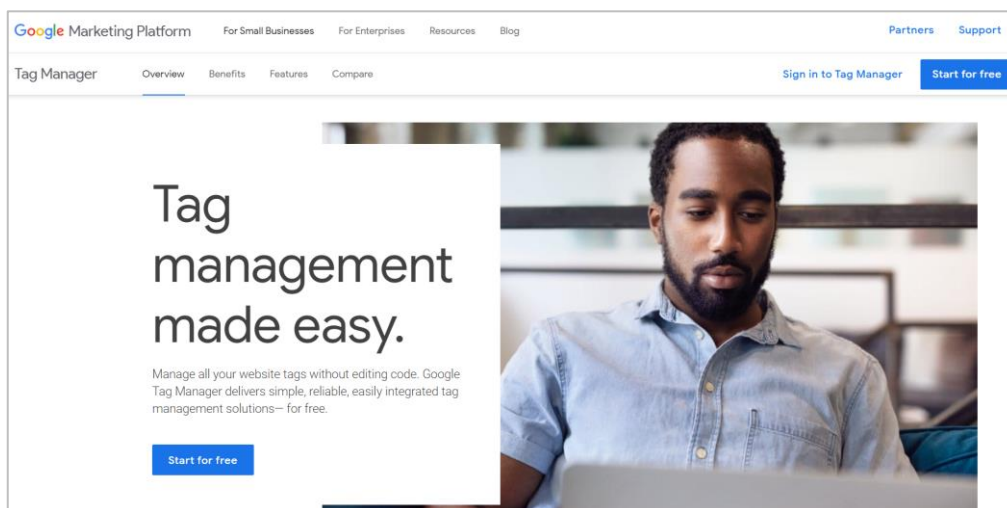 Google Marketing Platform For Small Businesses For Enterprises Resources Blog Partners Support
Tag Manager Overview Benefits Features Compare Sign in to Tag Manager Start for free
Tag
management
made easy.
Manage all your website tags without editing code. Google
Tag Manager delivers simple, reliable, easily integrated tag
management solutions— for free.
Start for free